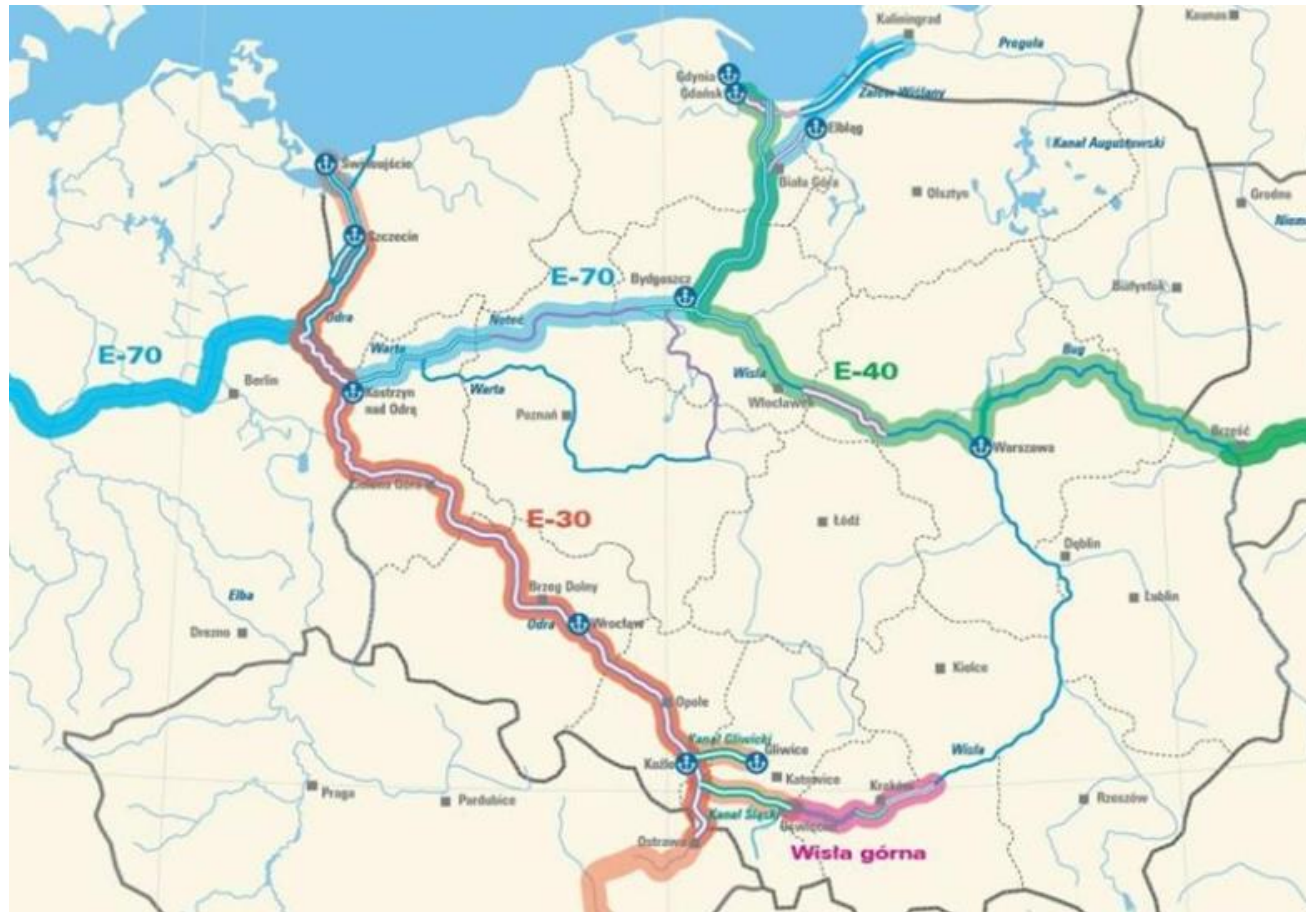 Kaliningrad
Kaunas
Pregoła
Gdynia
Gdańsk
Zalew Wiślany
Elbląg
Kanał Augustowski
Świnoujście
Biała Góra
Olsztyn
Grodno
Szczecin
Bydgoszcz
E-70
Białystok
Odra
Noteć
E-70
Warta
Bug
Berlin
Kostrzyn
nad Odrą
Warta
Wisła
E-40
Włocławek
Poznań
Brześć
Warszawa
Zielona Góra
E-30
Łódź
Dęblin
Elba
Brzeg Dolny
Lublin
Drezno
Odra
Wrocław
Kielce
Opole
Kanał Gliwicki
Wisła
Koźle
Gliwice
Katowice
Praga
Pardubice
Kraków
Rzeszów
Kanał Śląski
Oświęcim
Ostrawa
Wisła górna